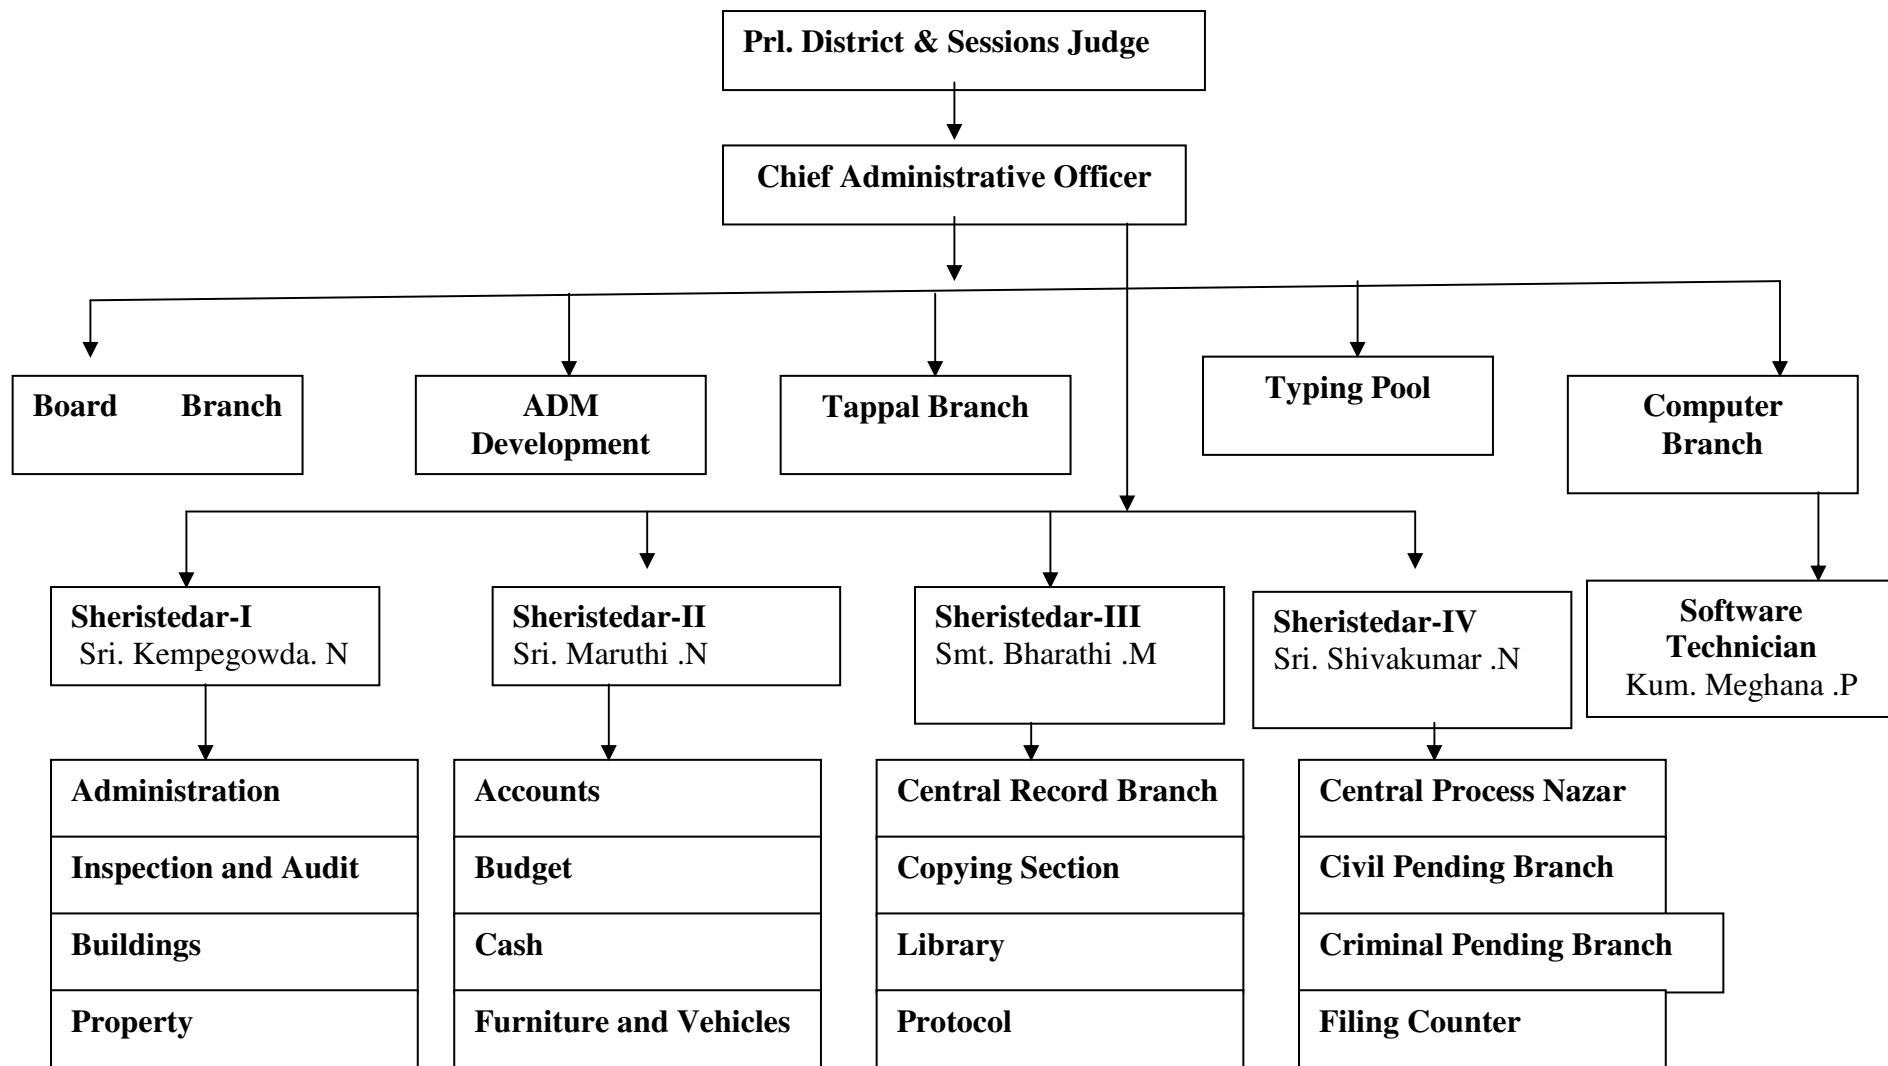 Prl. District & Sessions Judge
Chief Administrative Officer
Board Branch
ADM
Development
Tappal Branch
Typing Pool
Computer
Branch
Sheristedar-I
Sri. Kempegowda. N
Sheristedar-II
Sri. Maruthi .N
Sheristedar-III
Smt. Bharathi .M
Sheristedar-IV
Sri. Shivakumar .N
Software
Technician
Kum. Meghana .P
Administration
Inspection and Audit
Buildings
Property
Accounts
Budget
Cash
Furniture and Vehicles
Central Record Branch
Copying Section
Library
Protocol
Central Process Nazar
Civil Pending Branch
Criminal Pending Branch
Filing Counter